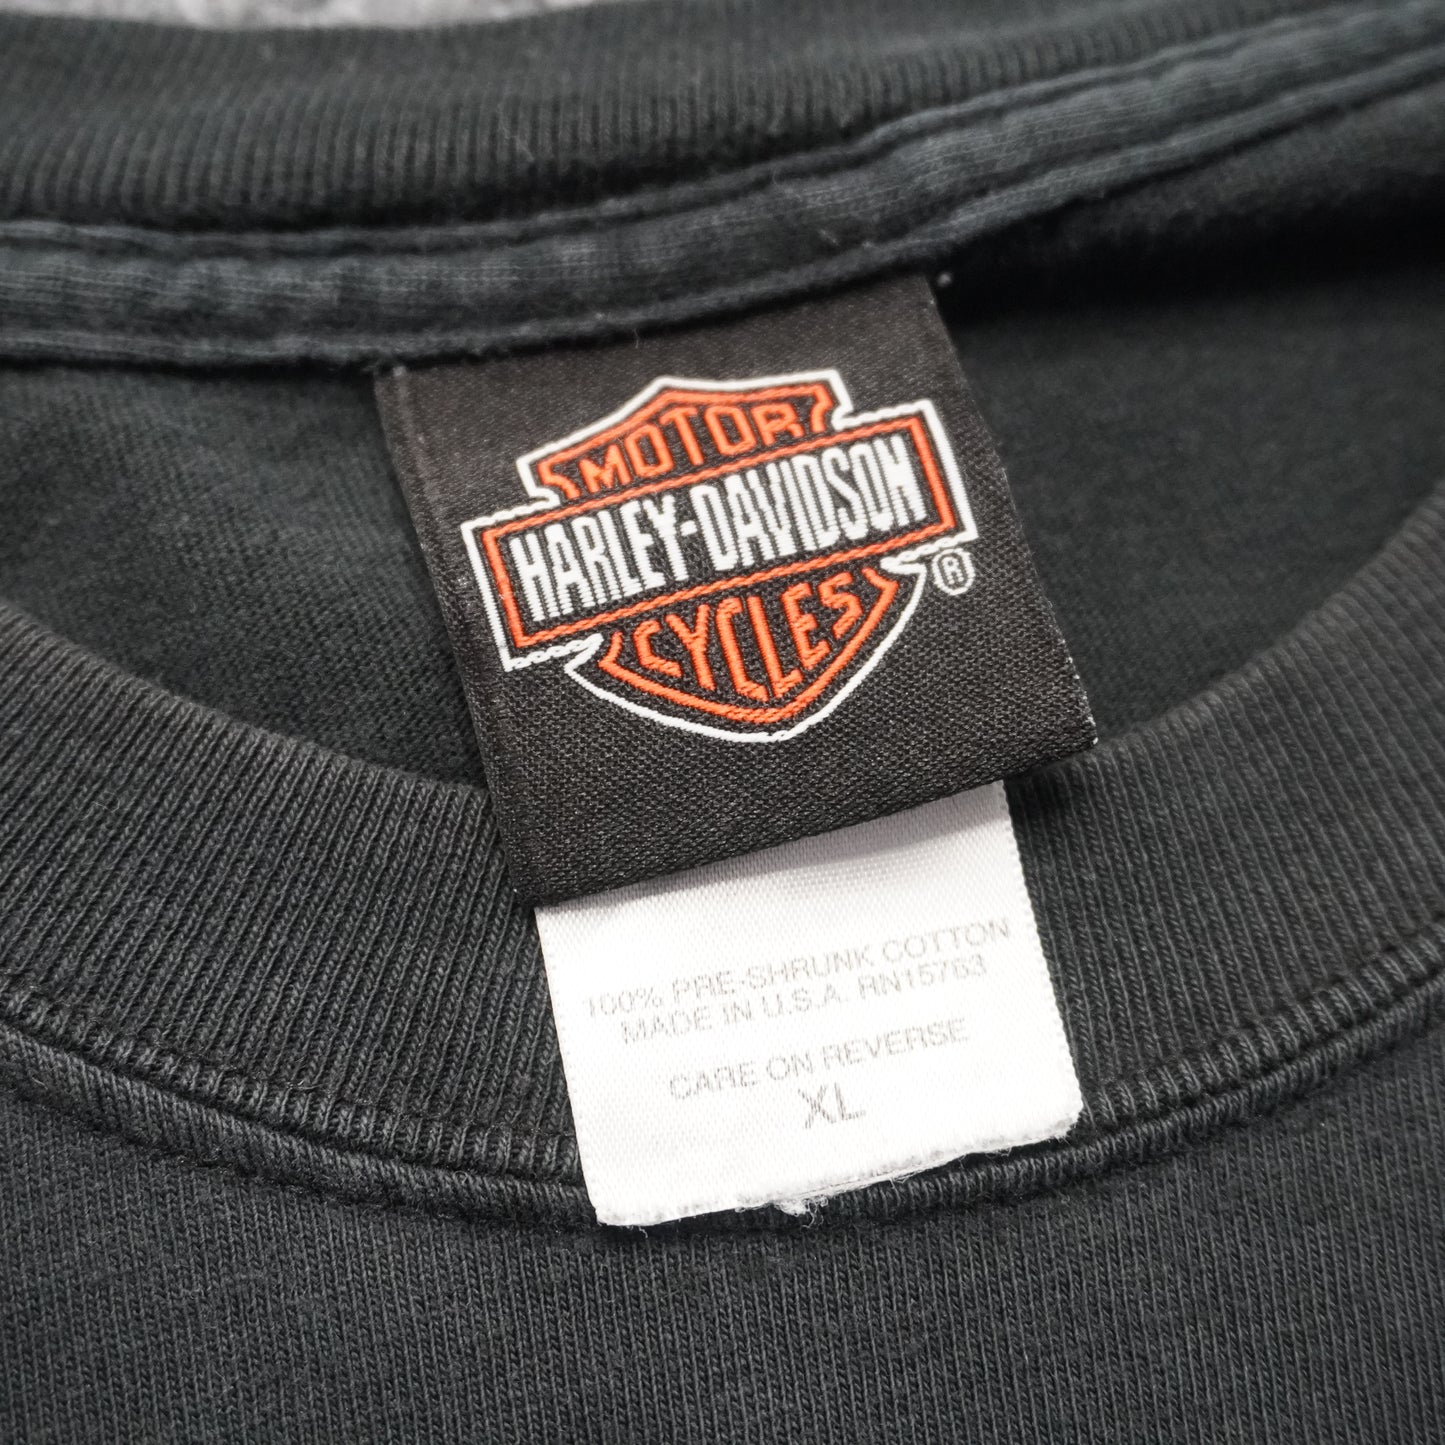 MOTOR
HARLEY-DAVIDSON
CYCLES
®
100% PRE-SHRUNK COTTON
MADE IN U.S.A. RN15763
CARE ON REVERSE
XL